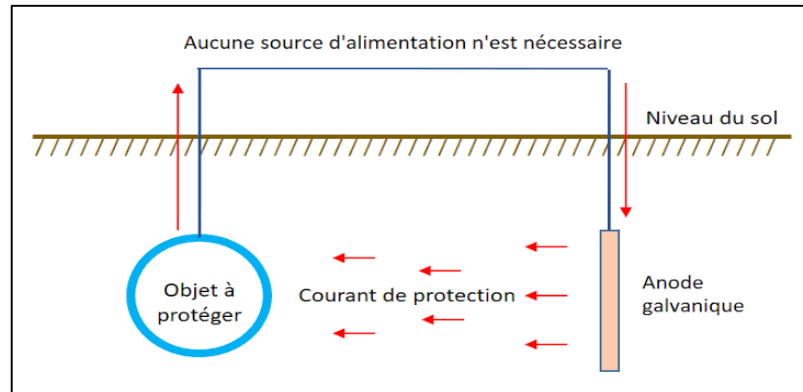 Aucune source d'alimentation n'est nécessaire
Niveau du sol
Objet à
protéger
Courant de protection
Anode
galvanique